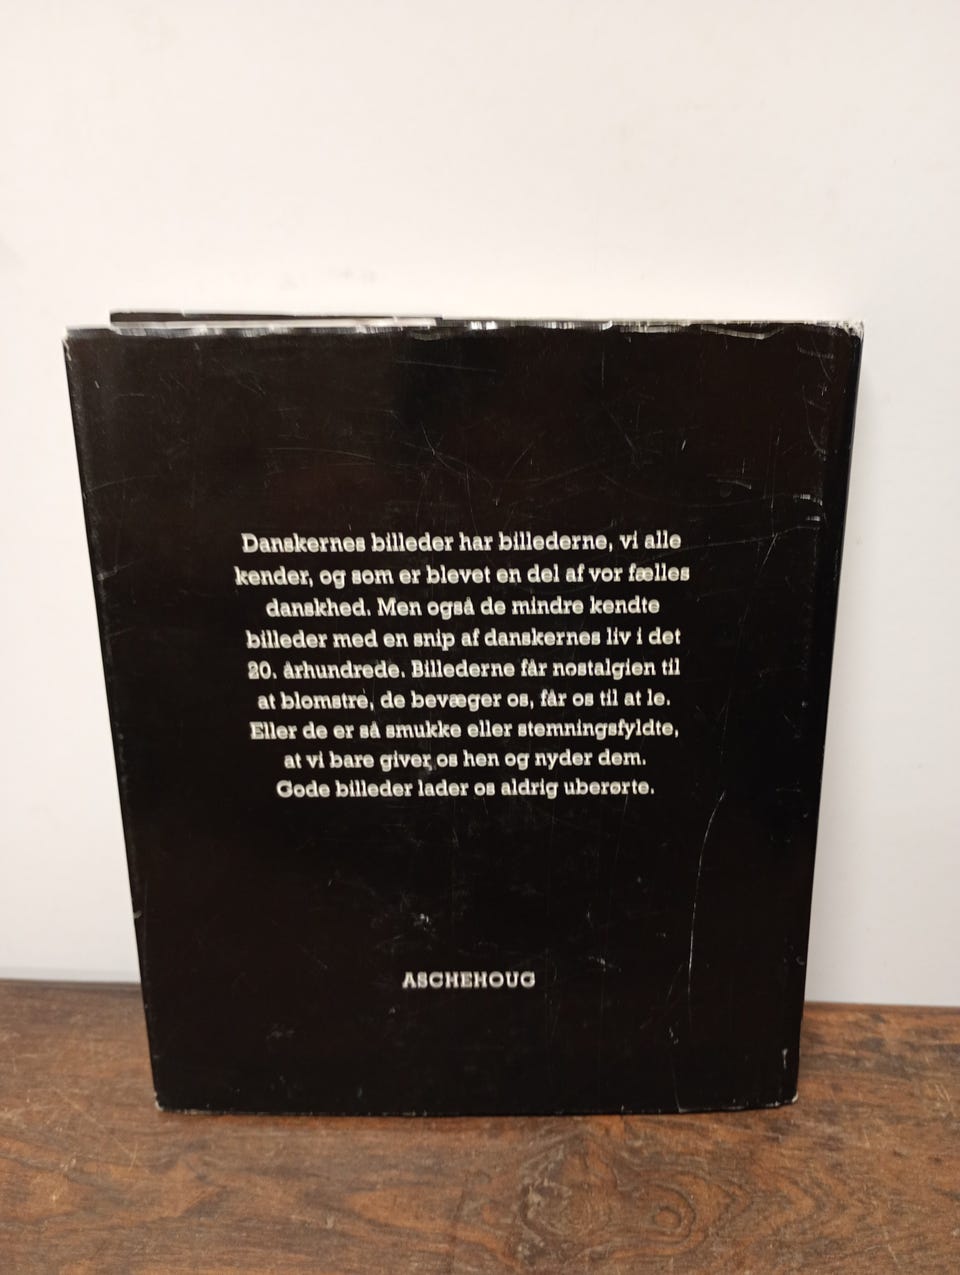 Danskernes billeder har billederne, vi alle
kender, og som er blevet en del af vor fælles
danskhed. Men også de mindre kendte
billeder med en snip af danskernes liv i det
20. århundrede. Billederne får nostalgien til
at blomstre, de bevæger os, får os til at le.
Eller de er så smukke eller stemningsfyldte,
at vi bare giver os hen og nyder dem.
Gode billeder lader os aldrig uberørte.
ASCHEHOUG